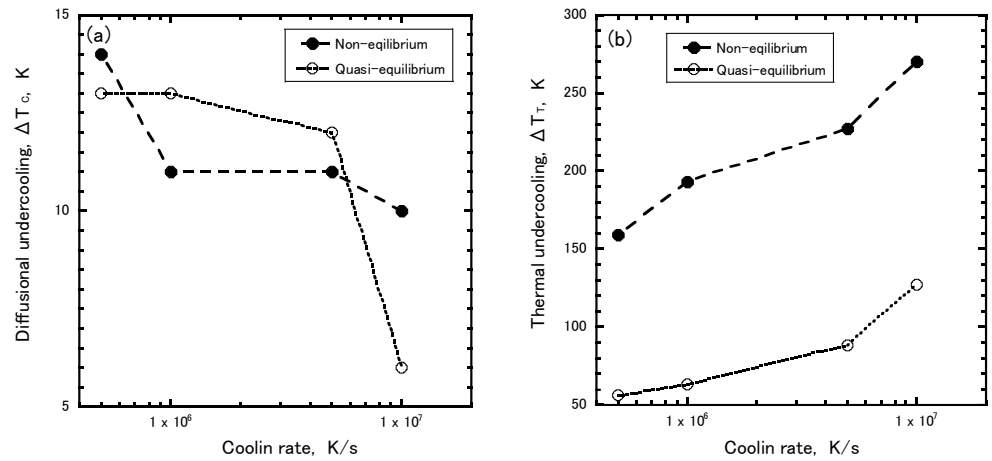 (a)
Non-eqilibrium
Quasi-equilibrium
15
10
5
Diffusional undercooling, ΔT C, K
1 x 10 6
1 x 10 7
Coolin rate, K/s
(b)
Non-eqilibrium
Quasi-equilibrium
300
250
200
150
100
50
Thermal undercooling, ΔT T, K
1 x 10 6
1 x 10 7
Coolin rate, K/s